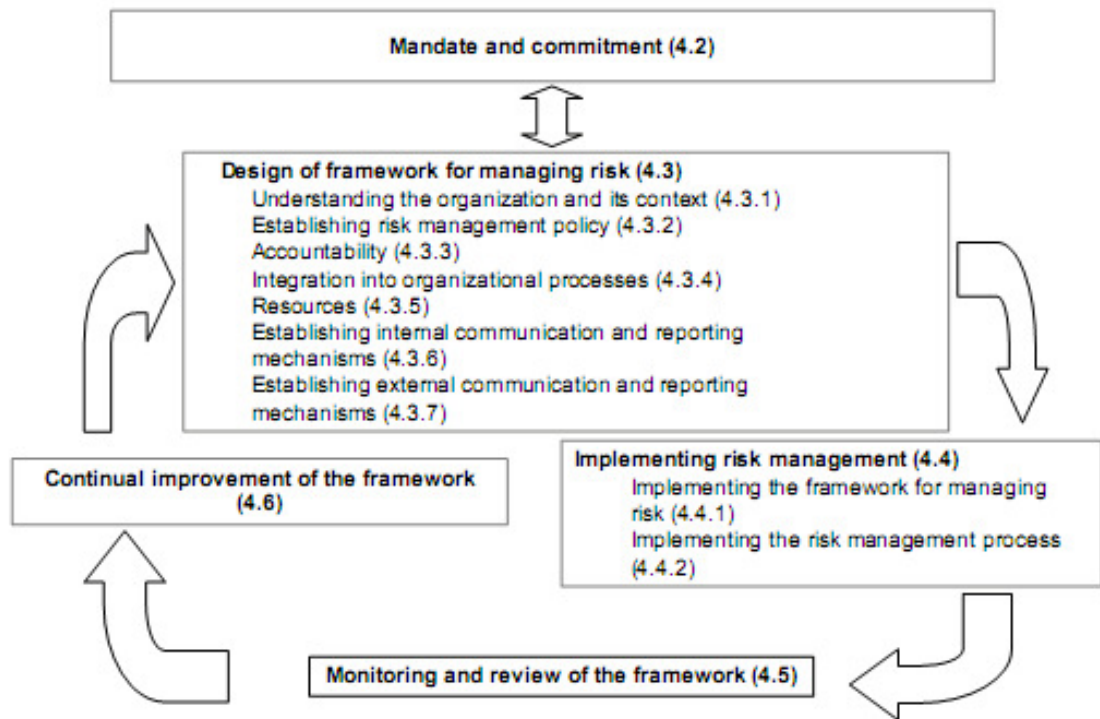 Mandate and commitment (4.2)
Design of framework for managing risk (4.3)
Understanding the organization and its context (4.3.1)
Establishing risk management policy (4.3.2)
Accountability (4.3.3)
Integration into organizational processes (4.3.4)
Resources (4.3.5)
Establishing internal communication and reporting
mechanisms (4.3.6)
Establishing external communication and reporting
mechanisms (4.3.7)
Implementing risk management (4.4)
Implementing the framework for managing
risk (4.4.1)
Implementing the risk management process
(4.4.2)
Monitoring and review of the framework (4.5)
Continual improvement of the framework
(4.6)